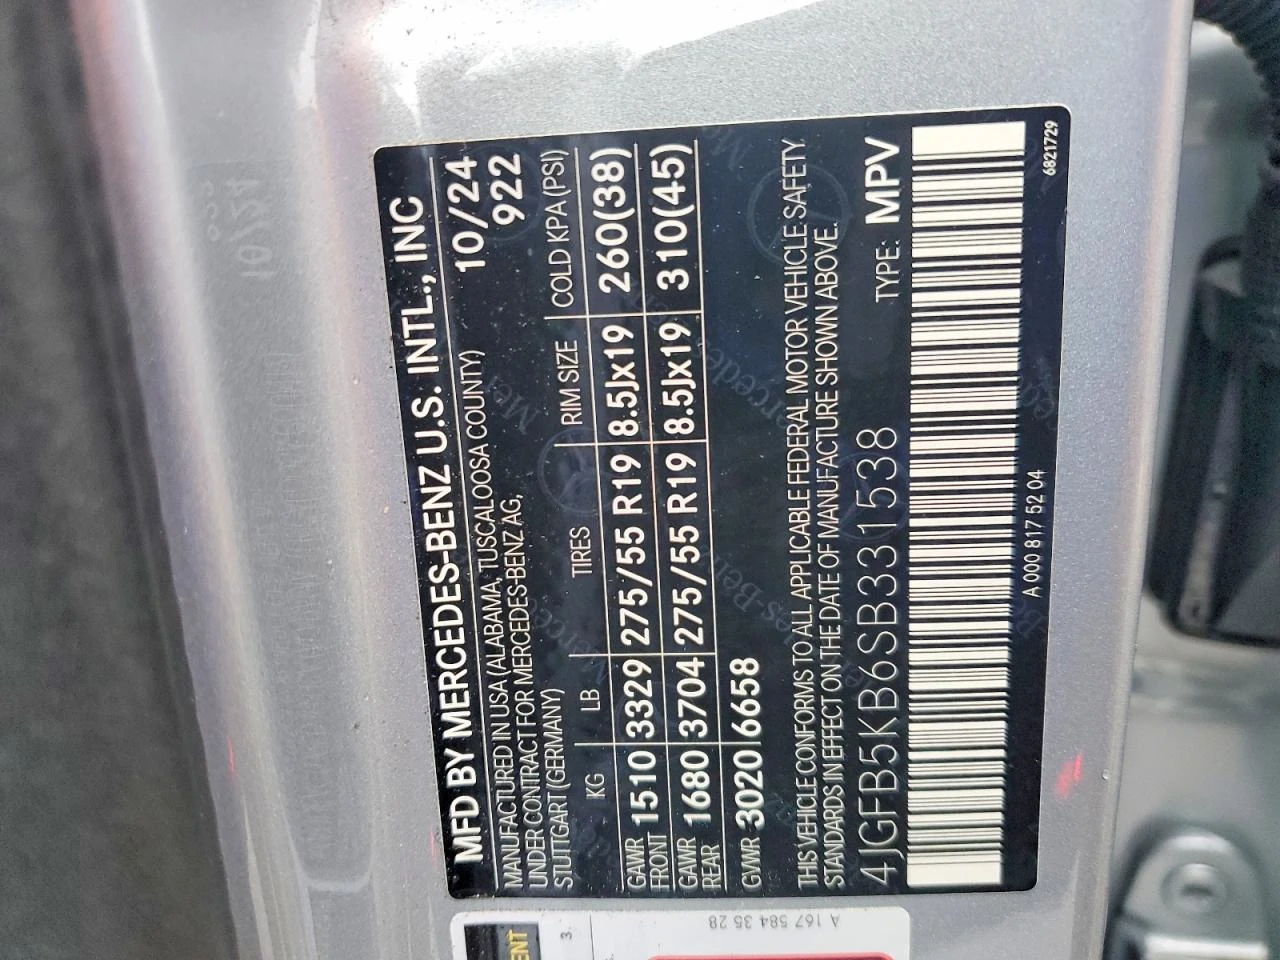 MFD BY MERCEDES-BENZ U.S. INTL., INC
MANUFACTURED IN USA (ALABAMA, TUSCALOOSA COUNTY) 10/24
UNDER CONTRACT FOR MERCEDES-BENZ AG, 922
STUTTGART (GERMANY)
KG LB TIRES RIM SIZE COLD KPA (PSI)
GAWR FRONT 1510 3329 275/55 R19 8.5Jx19 260(38)
GAWR REAR 1680 3704 275/55 R19 8.5Jx19 310(45)
GVWR 3020 6658
THIS VEHICLE CONFORMS TO ALL APPLICABLE FEDERAL MOTOR VEHICLE SAFETY
STANDARDS IN EFFECT ON THE DATE OF MANUFACTURE SHOWN ABOVE.
4JGFB5KB6SB331538 TYPE: MPV
A 000 817 52 04 6821729
A 167 584 35 28
ENT
3.